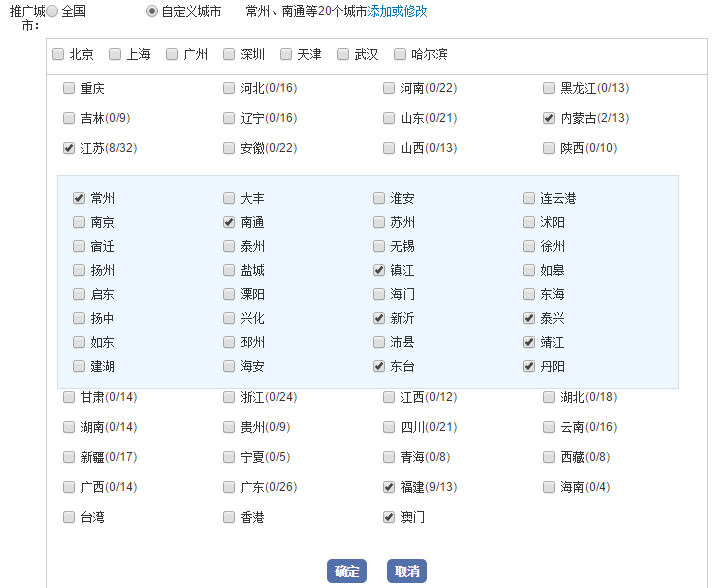 推广城 全国 自定义城市 常州、南通等20个城市添加或修改
市：
北京 上海 广州 深圳 天津 武汉 哈尔滨
重庆 河北(0/16) 河南(0/22) 黑龙江(0/13)
吉林(0/9) 辽宁(0/16) 山东(0/21) 内蒙古(2/13)
江苏(8/32) 安徽(0/22) 山西(0/13) 陕西(0/10)
常州 大丰 淮安 连云港
南京 南通 苏州 沭阳
宿迁 泰州 无锡 徐州
扬州 盐城 镇江 如皋
启东 溧阳 海门 东海
扬中 兴化 新沂 泰兴
如东 邳州 沛县 靖江
建湖 海安 东台 丹阳
甘肃(0/14) 浙江(0/24) 江西(0/12) 湖北(0/18)
湖南(0/14) 贵州(0/9) 四川(0/21) 云南(0/16)
新疆(0/17) 宁夏(0/5) 青海(0/8) 西藏(0/8)
广西(0/14) 广东(0/26) 福建(9/13) 海南(0/4)
台湾 香港 澳门
确定 取消